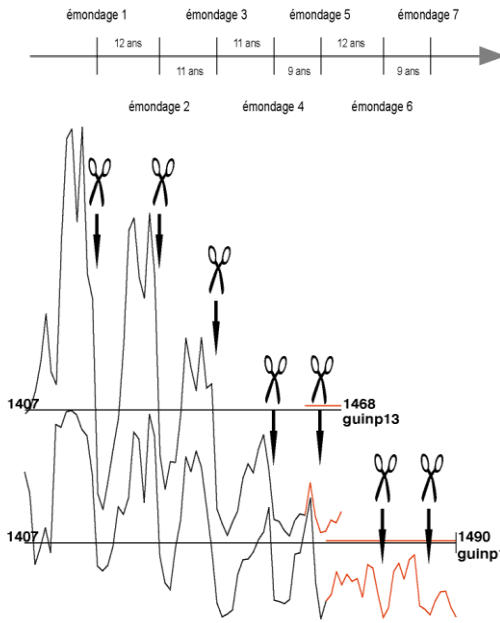 émondage 1 émondage 3 émondage 5 émondage 7
12 ans 11 ans 12 ans
11 ans 9 ans 9 ans
émondage 2 émondage 4 émondage 6
1407 1468
guinp13
1407 1490
guinp1